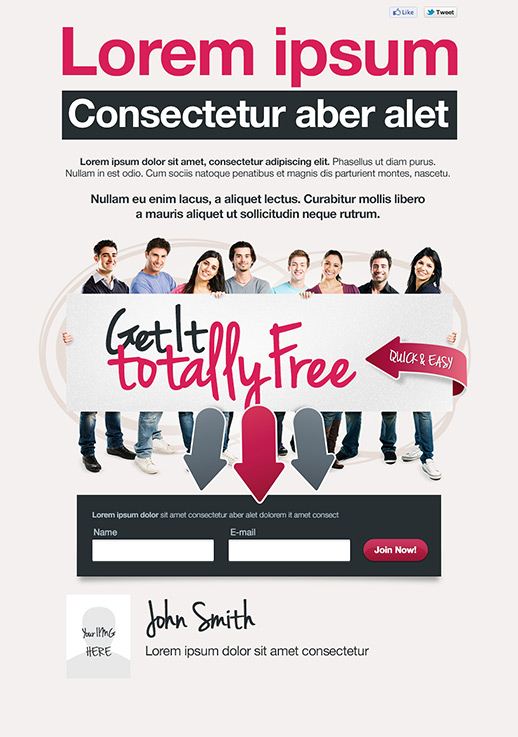 Like Tweet
Lorem ipsum
Consectetur aber alet
Lorem ipsum dolor sit amet, consectetur adipiscing elit. Phasellus ut diam purus.
Nullam in est odio. Cum sociis natoque penatibus et magnis dis parturient montes, nascetu.
Nullam eu enim lacus, a aliquet lectus. Curabitur mollis libero
a mauris aliquet ut sollicitudin neque rutrum.
Get It
totally Free
QUICK & EASY
Lorem ipsum dolor sit amet consectetur aber alet dolorem it amet consect
Name E-mail
Join Now!
Your IMG
HERE
John Smith
Lorem ipsum dolor sit amet consectetur